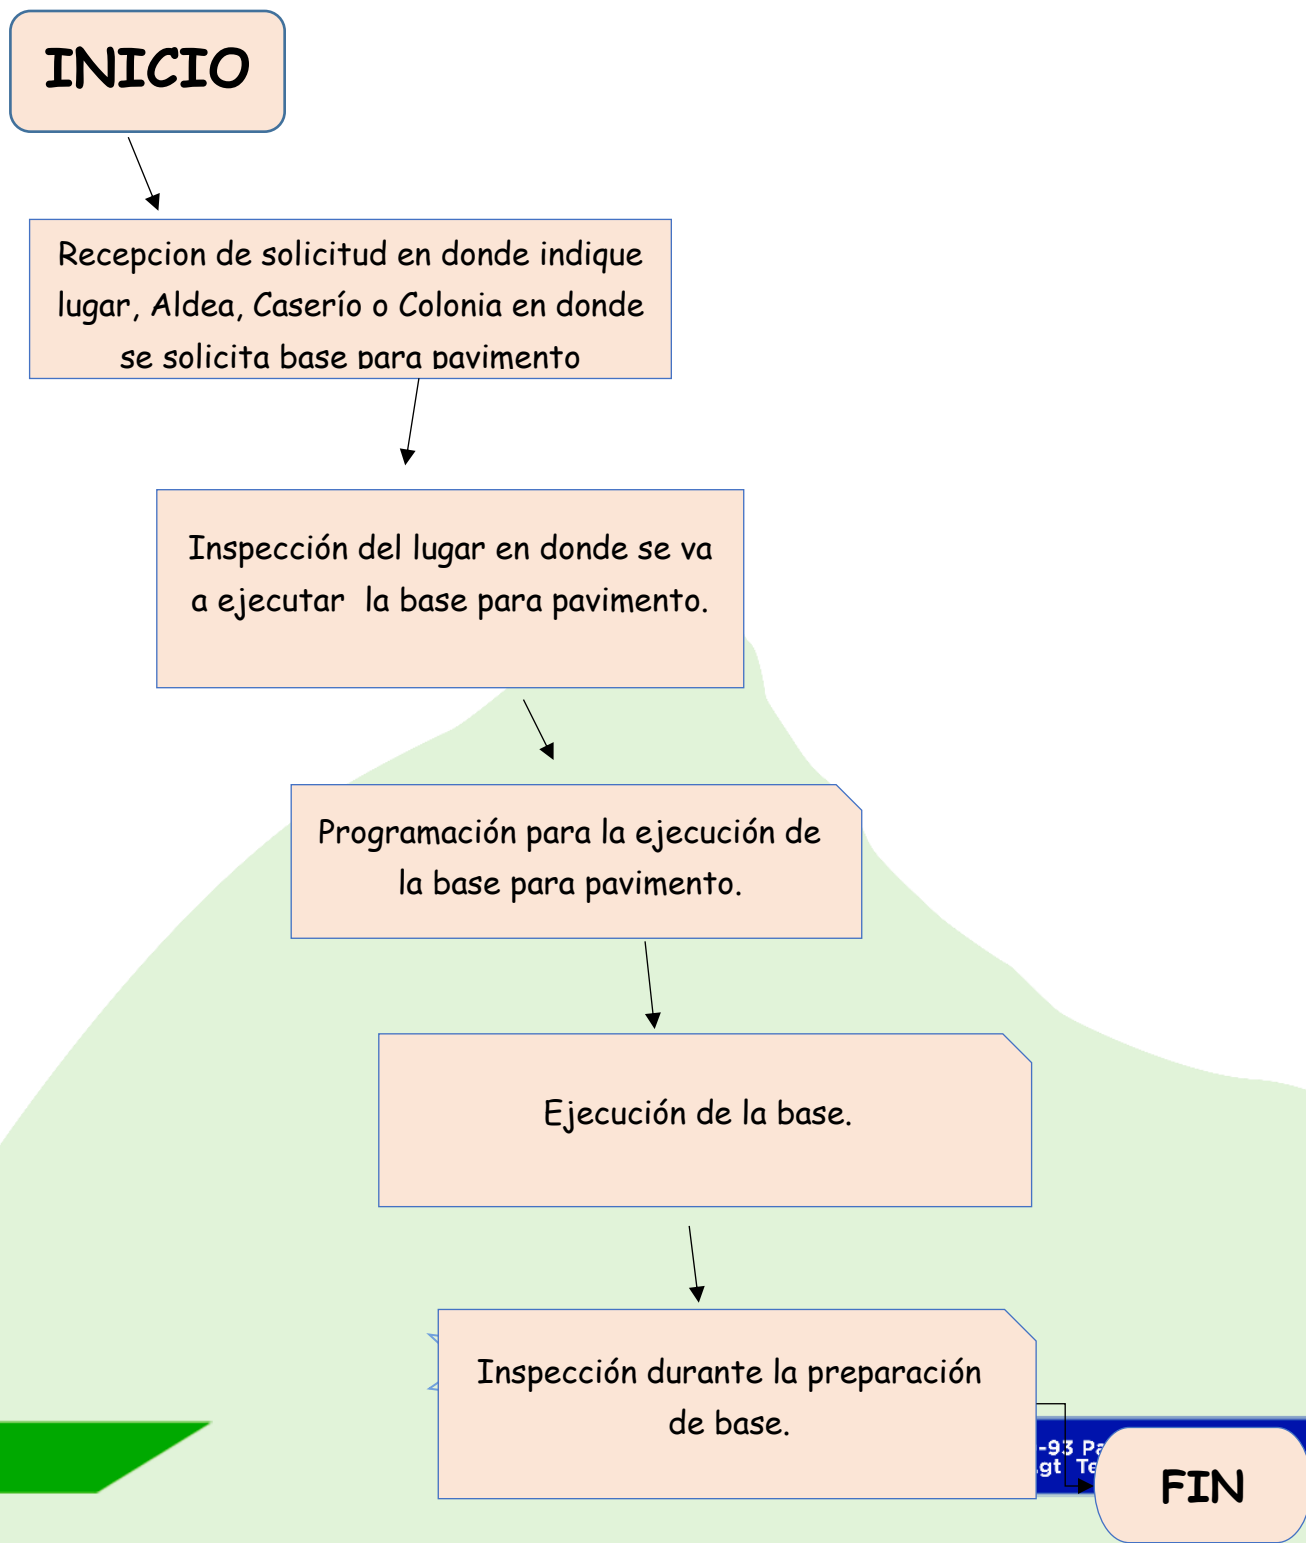 INICIO
Recepcion de solicitud en donde indique
lugar, Aldea, Caserío o Colonia en donde
se solicita base para pavimento
Inspección del lugar en donde se va
a ejecutar la base para pavimento.
Programación para la ejecución de
la base para pavimento.
Ejecución de la base.
Inspección durante la preparación
de base.
-93
FIN